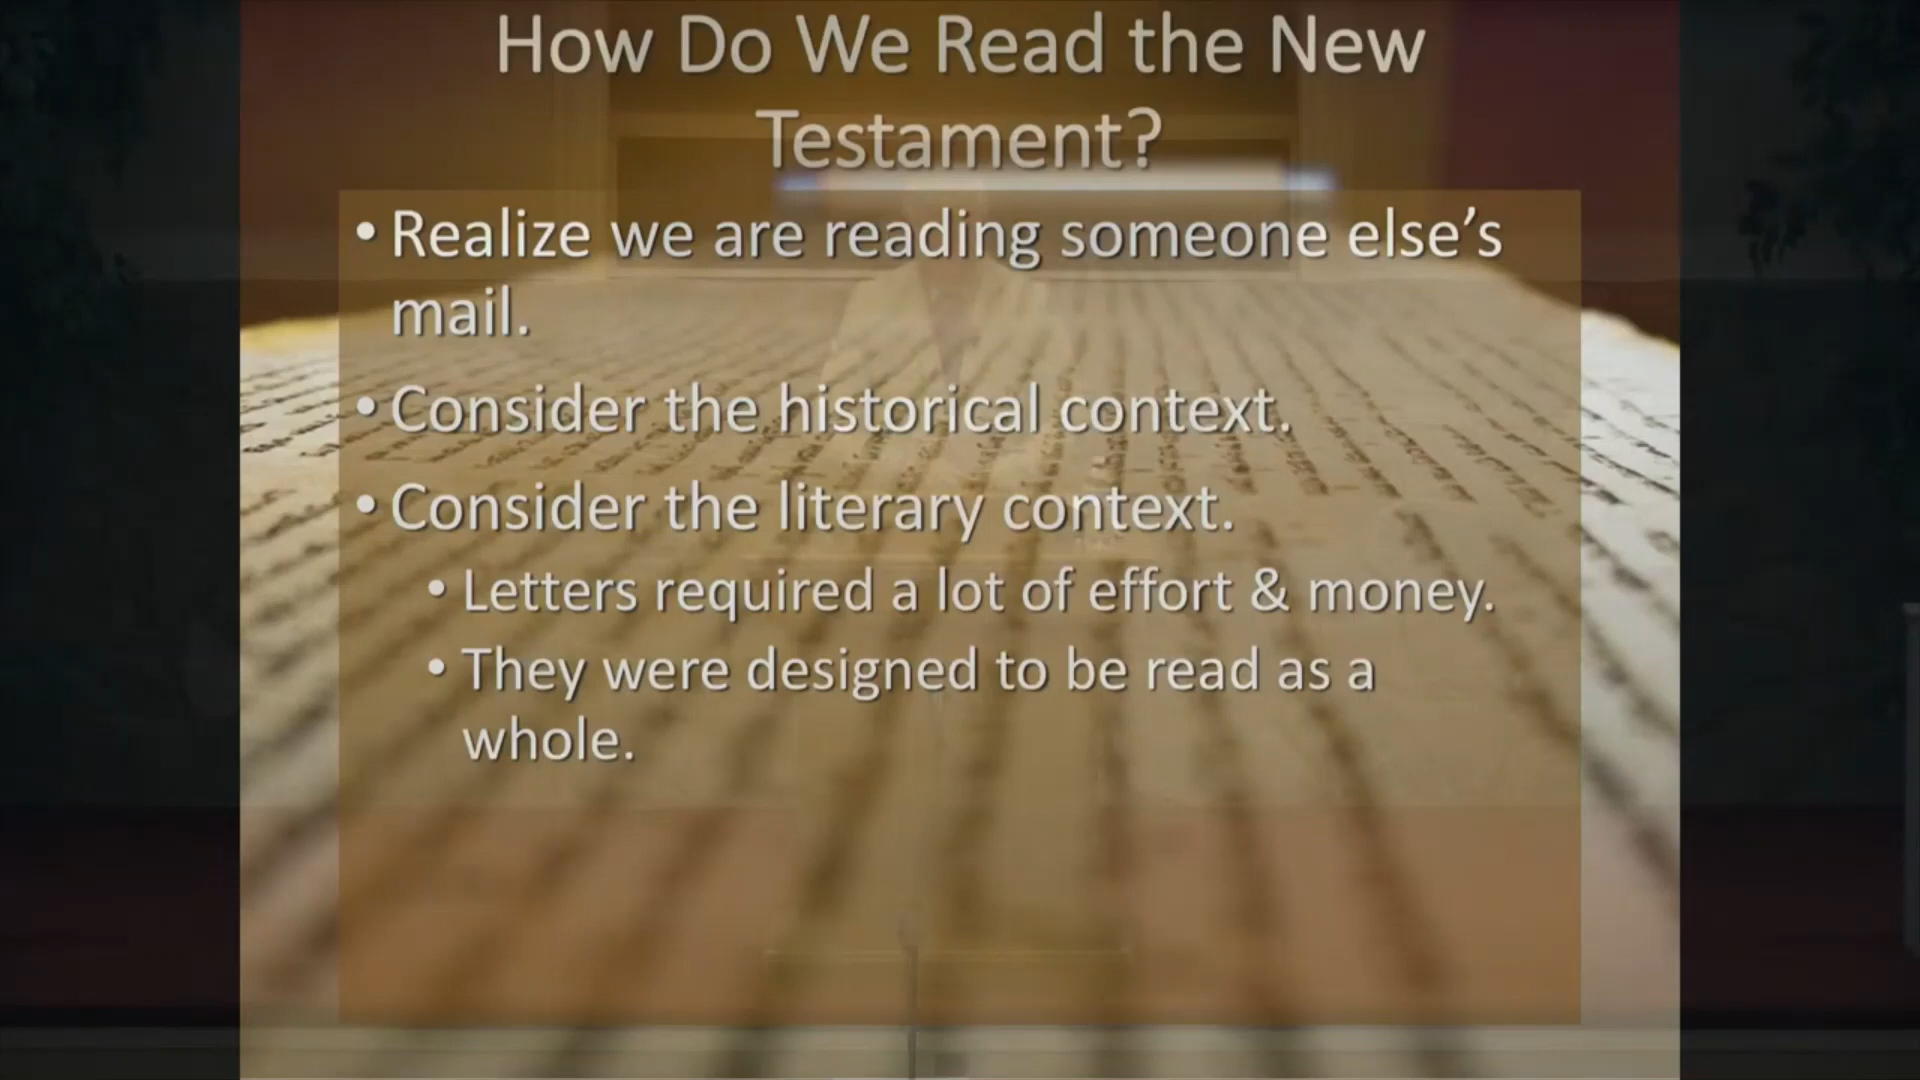 How Do We Read the New
Testament?
• Realize we are reading someone else’s
mail.
• Consider the historical context.
• Consider the literary context.
• Letters required a lot of effort & money.
• They were designed to be read as a
whole.